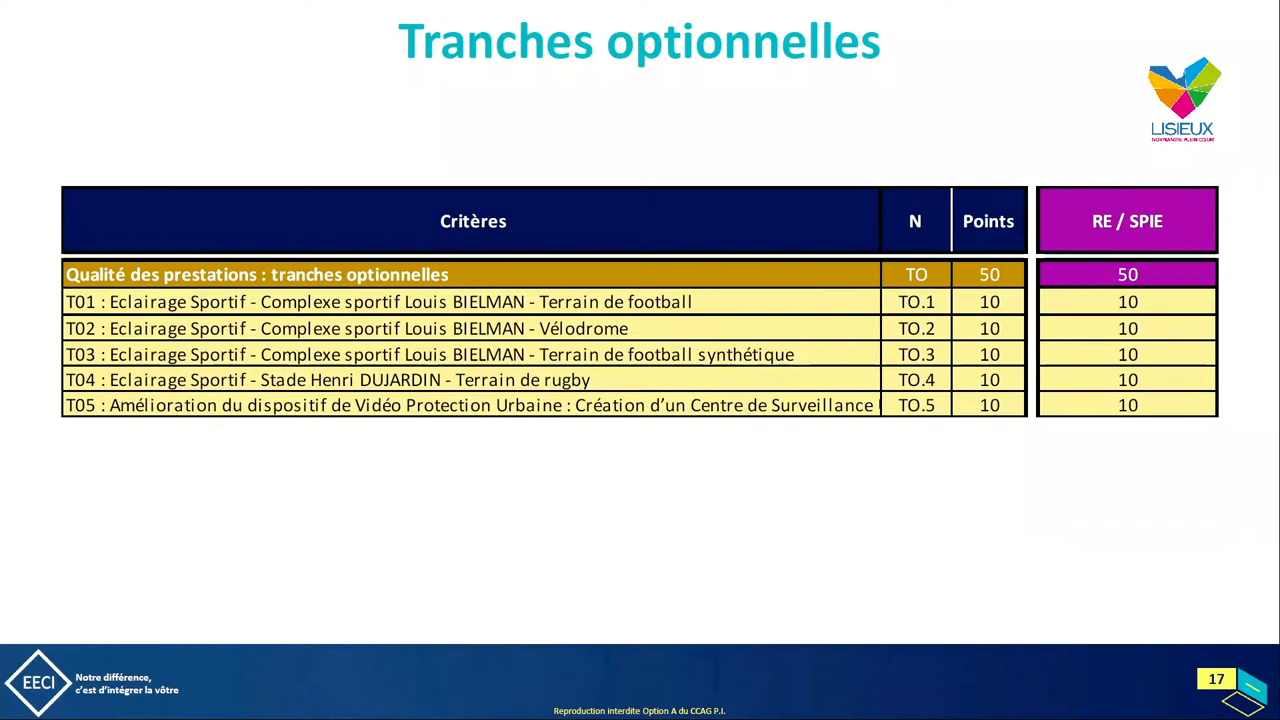 Tranches optionnelles
LISIEUX
NORMANDIE PLEIN CŒUR
Critères N Points RE / SPIE
Qualité des prestations : tranches optionnelles TO 50 50
T01 : Eclairage Sportif - Complexe sportif Louis BIELMAN - Terrain de football TO.1 10 10
T02 : Eclairage Sportif - Complexe sportif Louis BIELMAN - Vélodrome TO.2 10 10
T03 : Eclairage Sportif - Complexe sportif Louis BIELMAN - Terrain de football synthétique TO.3 10 10
T04 : Eclairage Sportif - Stade Henri DUJARDIN - Terrain de rugby TO.4 10 10
T05 : Amélioration du dispositif de Vidéo Protection Urbaine : Création d’un Centre de Surveillance TO.5 10 10
EECI
Notre différence,
c’est d’intégrer la vôtre
17
Reproduction interdite Option A du CCAG P.I.